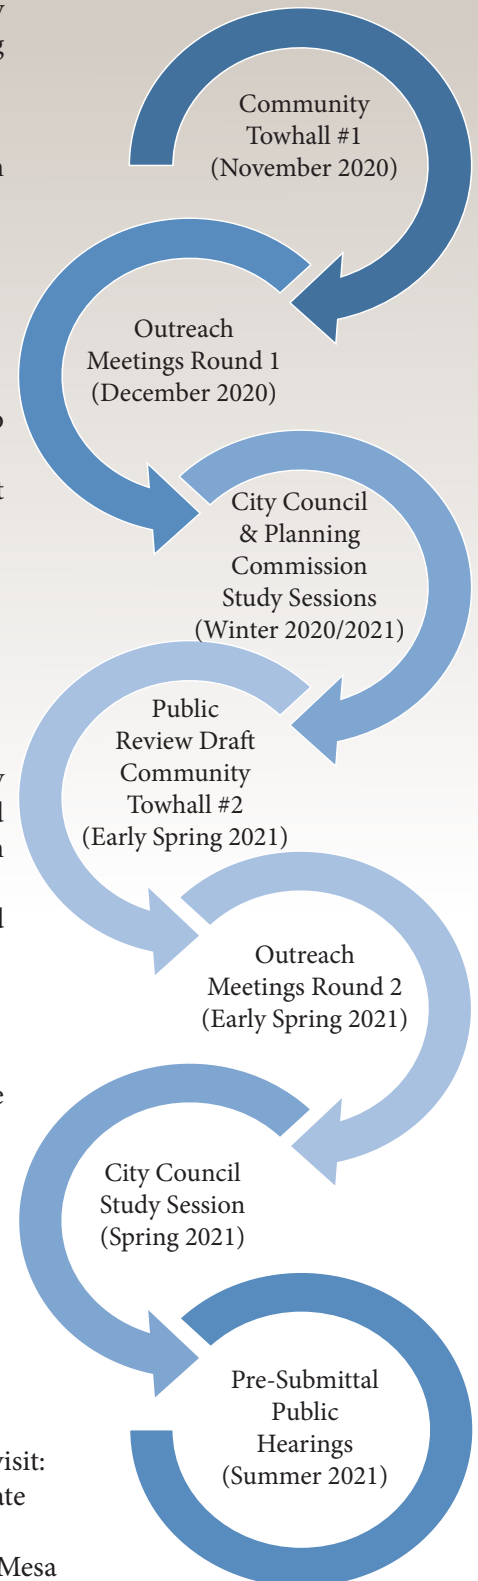 Community
Towhall #1
(November 2020)
Outreach
Meetings Round 1
(December 2020)
City Council
& Planning
Commission
Study Sessions
(Winter 2020/2021)
Public
Review Draft
Community
Towhall #2
(Early Spring 2021)
Outreach
Meetings Round 2
(Early Spring 2021)
City Council
Study Session
(Spring 2021)
Pre-Submittal
Public
Hearings
(Summer 2021)
Mesa